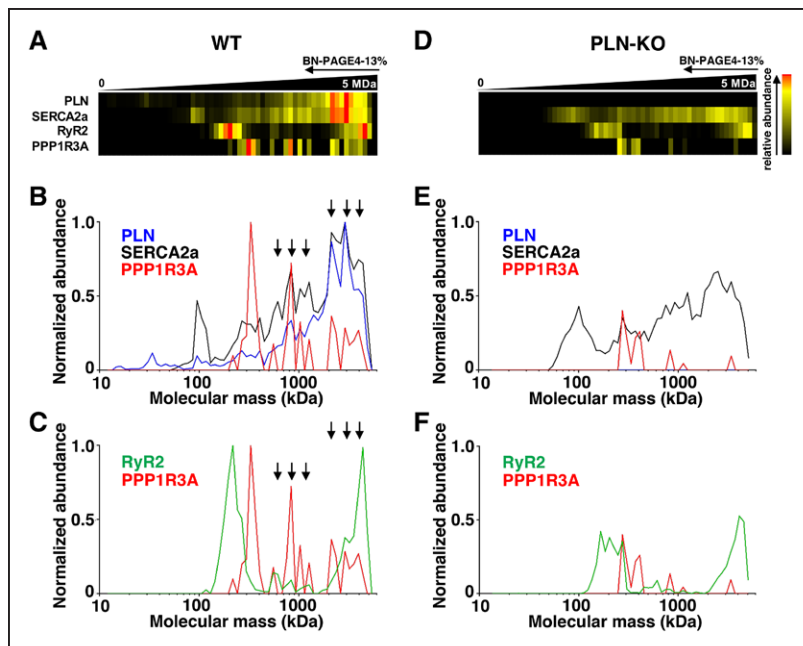 A
WT
BN-PAGE4-13%
0
5 MDa
PLN
SERCA2a
RyR2
PPP1R3A
D
PLN-KO
BN-PAGE4-13%
0
5 MDa
relative abundance
B
Normalized abundance
1.0
0.5
0
PLN
SERCA2a
PPP1R3A
10
100
1000
Molecular mass (kDa)
E
Normalized abundance
1.0
0.5
0
PLN
SERCA2a
PPP1R3A
10
100
1000
Molecular mass (kDa)
C
Normalized abundance
1.0
0.5
0
RyR2
PPP1R3A
10
100
1000
Molecular mass (kDa)
F
Normalized abundance
1.0
0.5
0
RyR2
PPP1R3A
10
100
1000
Molecular mass (kDa)